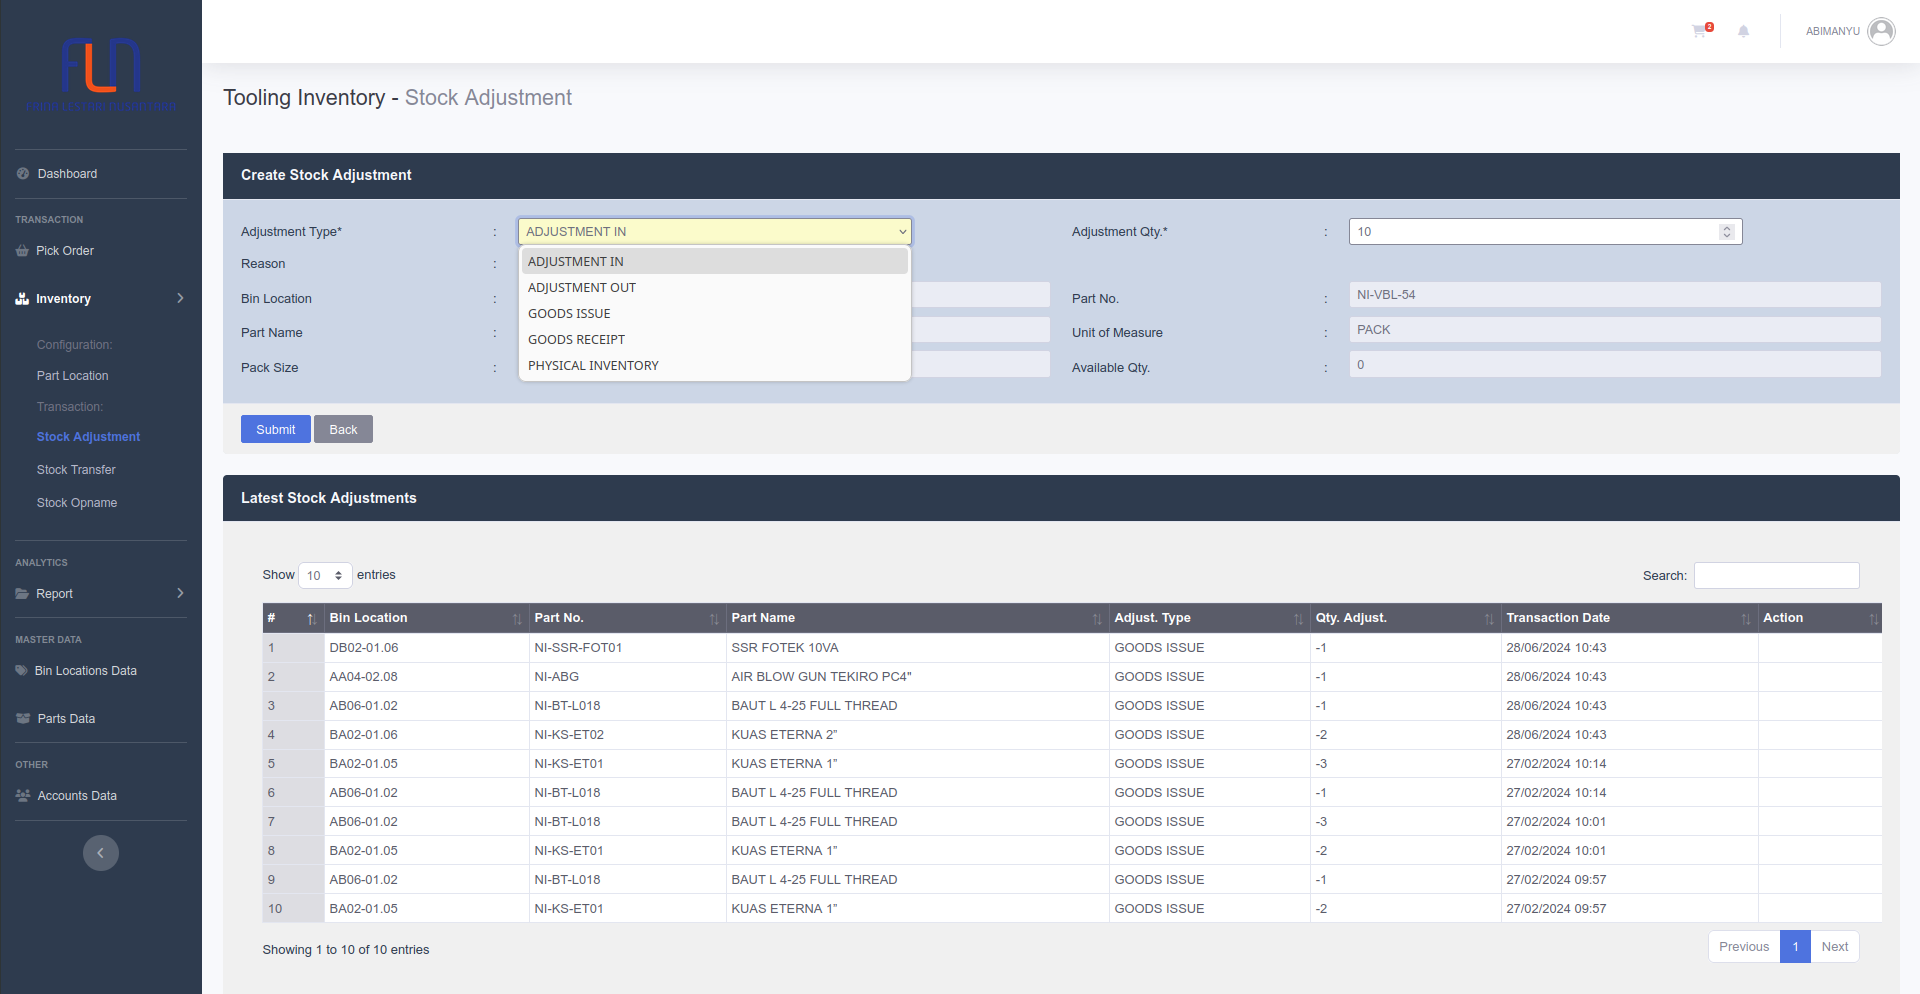 FLN
2
ABIMANYU
Tooling Inventory - Stock Adjustment
Dashboard
TRANSACTION
Pick Order
Inventory
Configuration:
Part Location
Transaction:
Stock Adjustment
Stock Transfer
Stock Opname
ANALYTICS
Report
MASTER DATA
Bin Locations Data
Parts Data
OTHER
Accounts Data
Create Stock Adjustment
Adjustment Type* : ADJUSTMENT IN Adjustment Qty.* : 10
Reason :
ADJUSTMENT IN
ADJUSTMENT OUT
GOODS ISSUE
GOODS RECEIPT
PHYSICAL INVENTORY
Bin Location : Part No. : NI-VBL-54
Part Name : Unit of Measure : PACK
Pack Size : Available Qty. : 0
Submit Back
Latest Stock Adjustments
Show 10 entries Search:
# Bin Location Part No. Part Name Adjust. Type Qty. Adjust. Transaction Date Action
1 DB02-01.06 NI-SSR-FOT01 SSR FOTEK 10VA GOODS ISSUE -1 28/06/2024 10:43
2 AA04-02.08 NI-ABG AIR BLOW GUN TEKIRO PC4" GOODS ISSUE -1 28/06/2024 10:43
3 AB06-01.02 NI-BT-L018 BAUT L 4-25 FULL THREAD GOODS ISSUE -1 28/06/2024 10:43
4 BA02-01.06 NI-KS-ET02 KUAS ETERNA 2" GOODS ISSUE -2 28/06/2024 10:43
5 BA02-01.05 NI-KS-ET01 KUAS ETERNA 1" GOODS ISSUE -3 27/02/2024 10:14
6 AB06-01.02 NI-BT-L018 BAUT L 4-25 FULL THREAD GOODS ISSUE -1 27/02/2024 10:14
7 AB06-01.02 NI-BT-L018 BAUT L 4-25 FULL THREAD GOODS ISSUE -3 27/02/2024 10:01
8 BA02-01.05 NI-KS-ET01 KUAS ETERNA 1" GOODS ISSUE -2 27/02/2024 10:01
9 AB06-01.02 NI-BT-L018 BAUT L 4-25 FULL THREAD GOODS ISSUE -1 27/02/2024 09:57
10 BA02-01.05 NI-KS-ET01 KUAS ETERNA 1" GOODS ISSUE -2 27/02/2024 09:57
Showing 1 to 10 of 10 entries
Previous 1 Next